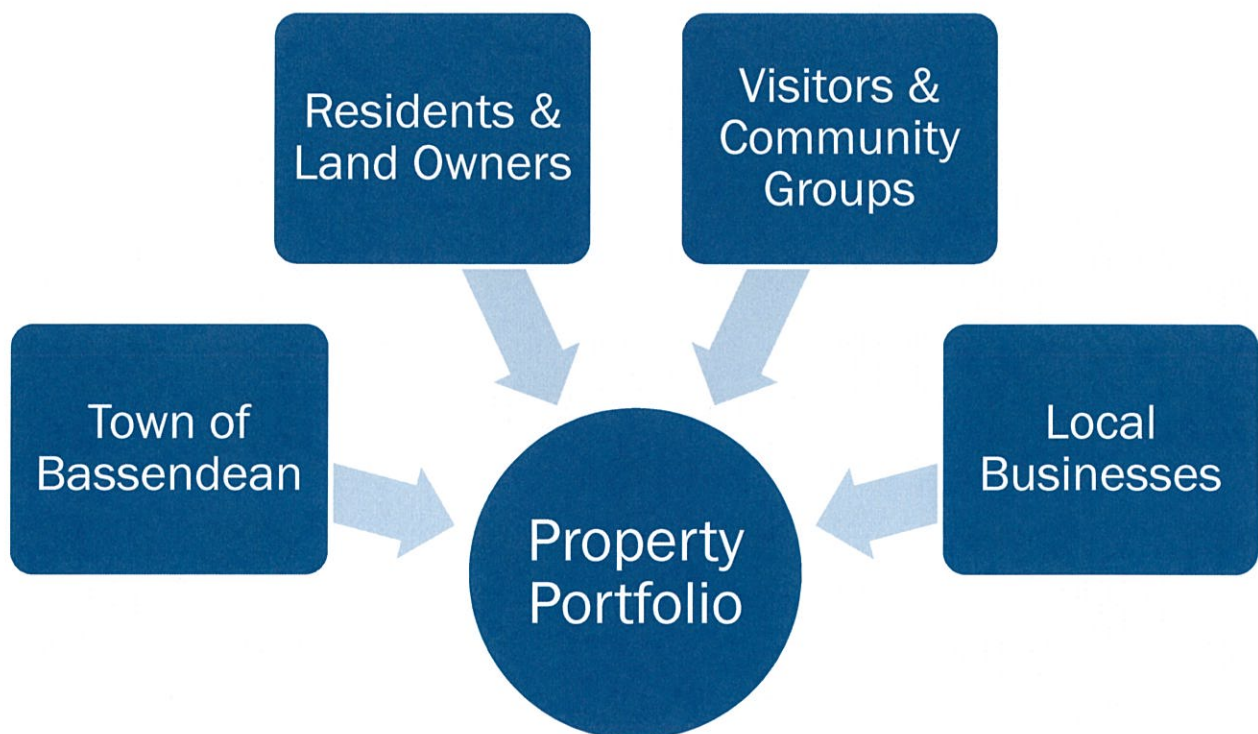 Residents &
Land Owners
Visitors &
Community
Groups
Town of
Bassendean
Local
Businesses
Property
Portfolio